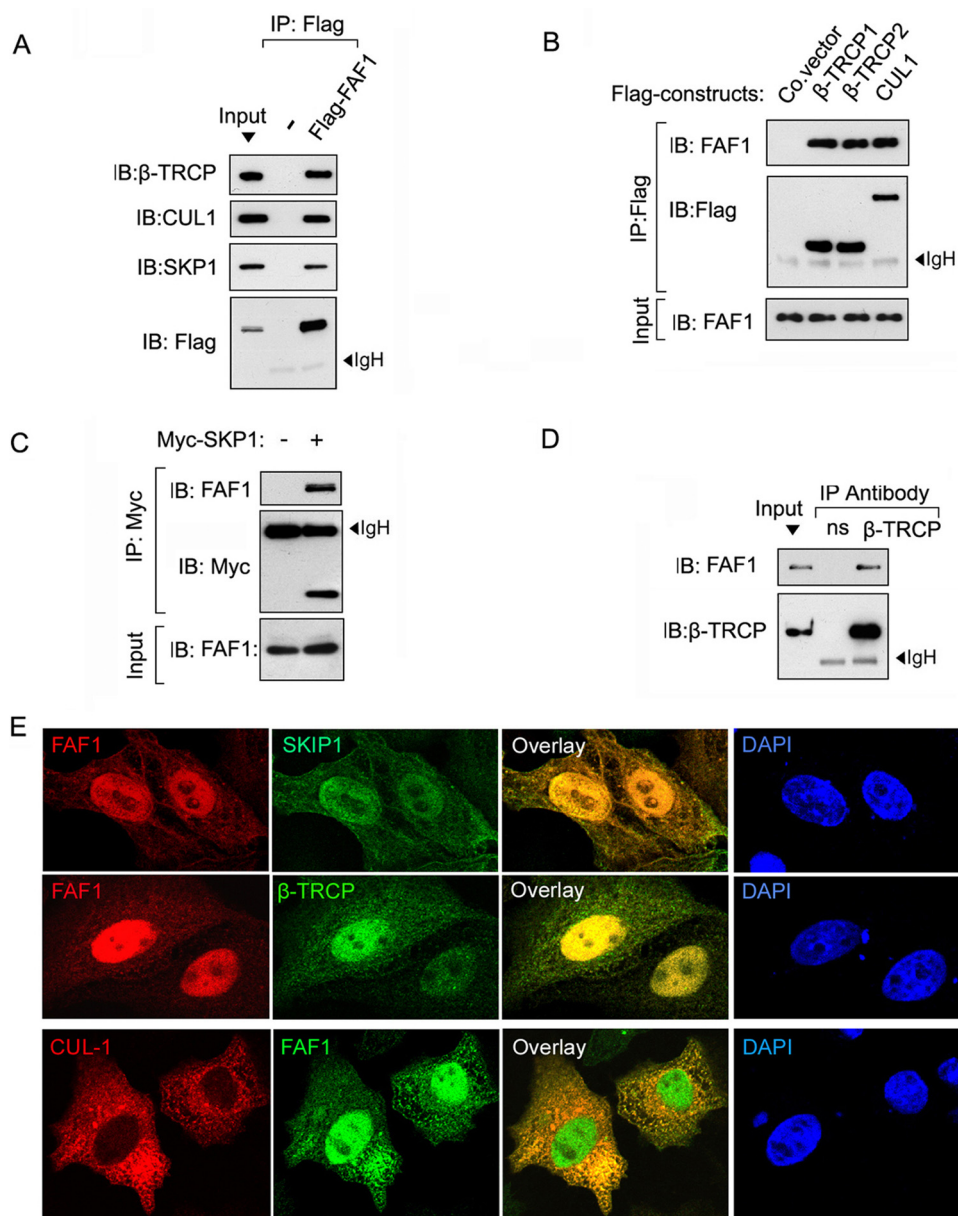 A
IP: Flag
Input
-
Flag-FAF1
IB:β-TRCP
IB:CUL1
IB:SKP1
IB: Flag
IgH
B
Flag-constructs:
Co.vector
β-TRCP1
β-TRCP2
CUL1
IP:Flag
IB: FAF1
IB:Flag
IgH
Input
IB: FAF1
C
Myc-SKP1: - +
IP: Myc
IB: FAF1
IgH
IB: Myc
Input
IB: FAF1:
D
IP Antibody
Input
ns β-TRCP
IB: FAF1
IB:β-TRCP
IgH
E
FAF1 SKIP1 Overlay DAPI
FAF1 β-TRCP Overlay DAPI
CUL-1 FAF1 Overlay DAPI